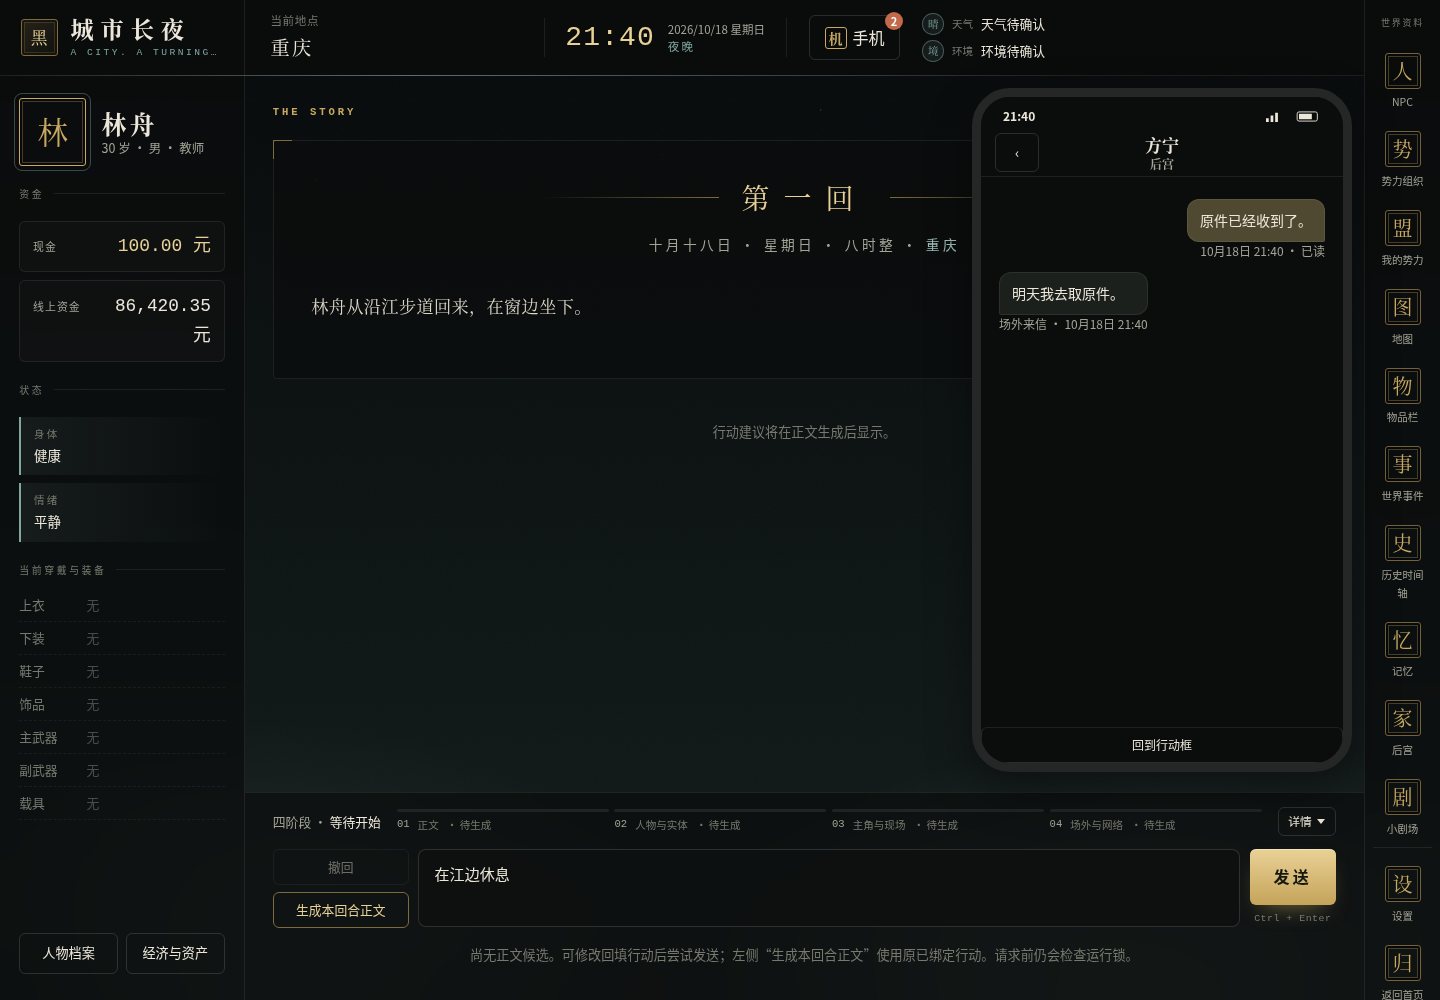 黑
城市长夜
A CITY. A TURNING…
当前地点
重庆
21:40
2026/10/18 星期日
夜晚
机 手机
2
晴 天气 天气待确认
境 环境 环境待确认
林
林舟
30 岁 • 男 • 教师
资金
现金 100.00 元
线上资金 86,420.35
元
状态
身体
健康
情绪
平静
当前穿戴与装备
上衣 无
下装 无
鞋子 无
饰品 无
主武器 无
副武器 无
载具 无
人物档案 经济与资产
THE STORY
第一回
十月十八日 • 星期日 • 八时整 • 重庆
林舟从沿江步道回来，在窗边坐下。
行动建议将在正文生成后显示。
21:40
‹
方宁
后宫
原件已经收到了。
10月18日 21:40 • 已读
明天我去取原件。
场外来信 • 10月18日 21:40
回到行动框
四阶段 • 等待开始
01 正文 • 待生成
02 人物与实体 • 待生成
03 主角与现场 • 待生成
04 场外与网络 • 待生成
详情
撤回
生成本回合正文
在江边休息
发送
Ctrl + Enter
尚无正文候选。可修改回填行动后尝试发送；左侧“生成本回合正文”使用原已绑定行动。请求前仍会检查运行锁。
世界资料
人
NPC
势
势力组织
盟
我的势力
图
地图
物
物品栏
事
世界事件
史
历史时间
轴
忆
记忆
家
后宫
剧
小剧场
设
设置
归
返回首页